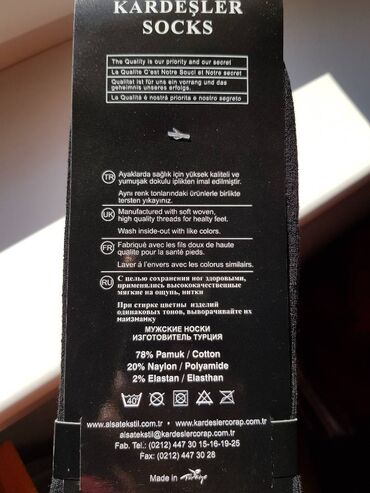 KARDEŞLER
SOCKS
The Quality is our priority and our secret
La Qualite C'est Notre Souci et Notre secret
Qualitat ist für uns ein vorrang und das
geheimnis unseres erfolgs.
La Qualità è nostrà priorita e nostro segreto
TR
Ayaklarda sağlık için yüksek kaliteli ve
yumuşak dokulu iplikten imal edilmiştir.
Aynı renk tonlarındaki ürünlerle birlikte
tersten yıkayınız.
UK
Manufactured with soft woven,
high quality threads for healty feet.
Wash inside-out with like colors.
FR
Fabriqué avec les fils doux de haute
qualité pour la santé pieds.
Laver á l'envers avec les colorus similairs.
RU
С целью сохранения ног здоровыми,
применялись высококачественные
мягкие на ощупь, нитки
При стирке цветны изделий
одинаковых тонов, выворачивайте их
наизнанку
МУЖСКИЕ НОСКИ
ИЗГОТОВИТЕЛЬ ТУРЦИЯ
78% Pamuk / Cotton
20% Naylon / Polyamide
2% Elastan / Elasthan
40
www.alsatekstil.com.tr • www.kardeslercorap.com.tr
alsatekstil@kardeslercorap.com
Fab. Tel.: (0212) 447 30 15-16-19-25
Fax: (0212) 447 30 28
Made in Türkiye